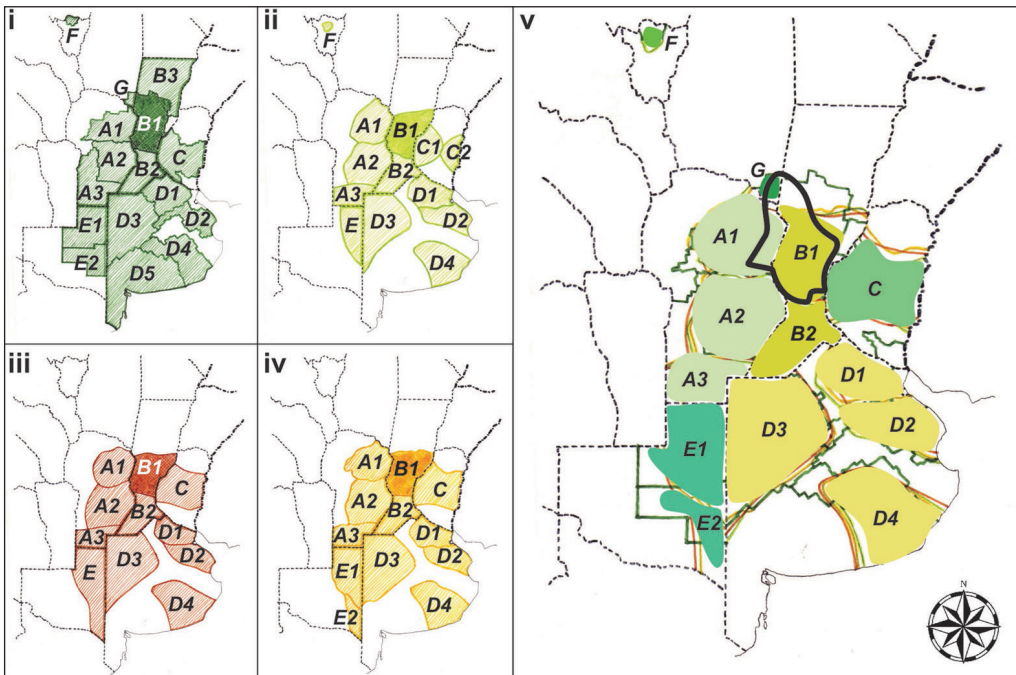 i
F
B3
G
B1
A1
A2
B2
C
A3
D1
E1
D3
D2
D4
E2
D5
ii
F
A1
B1
C1
C2
A2
B2
A3
D1
E
D3
D2
D4
iii
A1
B1
C
A2
B2
A3
D1
D2
E
D3
D4
iv
A1
B1
C
A2
B2
A3
D1
D2
E1
D3
E2
D4
v
F
G
A1
B1
C
A2
B2
A3
D1
D2
E1
D3
E2
D4
N